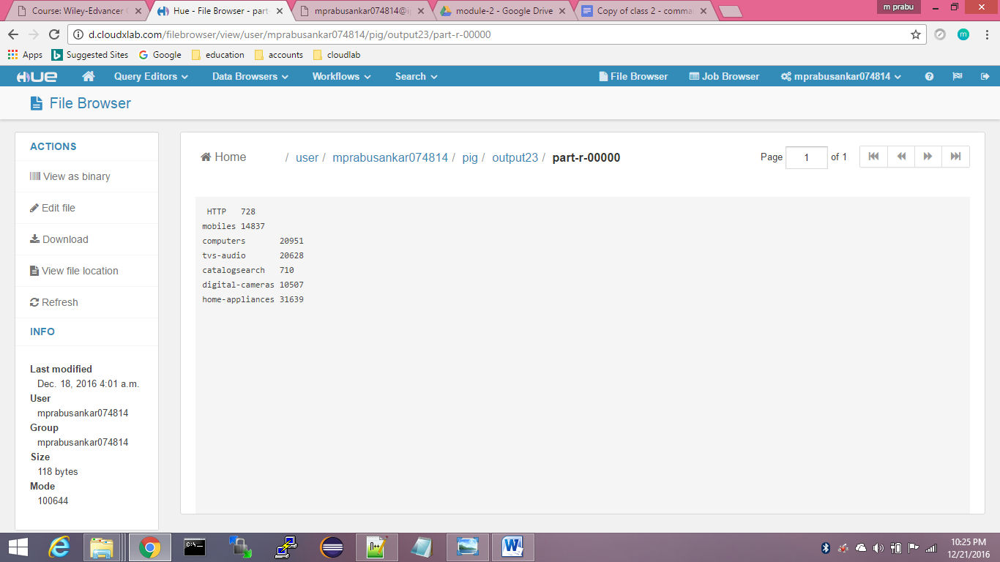 Course: Wiley-Edvancer
Hue - File Browser - part-
mprabusankar074814@ip
module-2 - Google Drive
Copy of class 2 - comma
m prabu
d.cloudxlab.com/filebrowser/view/user/mprabusankar074814/pig/output23/part-r-00000
m
Apps
Suggested Sites
Google
education
accounts
cloudlab
HUE
Query Editors
Data Browsers
Workflows
Search
File Browser
Job Browser
mprabusankar074814
File Browser
ACTIONS
View as binary
Edit file
Download
View file location
Refresh
INFO
Last modified
Dec. 18, 2016 4:01 a.m.
User
mprabusankar074814
Group
mprabusankar074814
Size
118 bytes
Mode
100644
Home / user / mprabusankar074814 / pig / output23 / part-r-00000
Page 1 of 1
HTTP 728
mobiles 14837
computers 20951
tvs-audio 20628
catalogsearch 710
digital-cameras 10507
home-appliances 31639
10:25 PM
12/21/2016